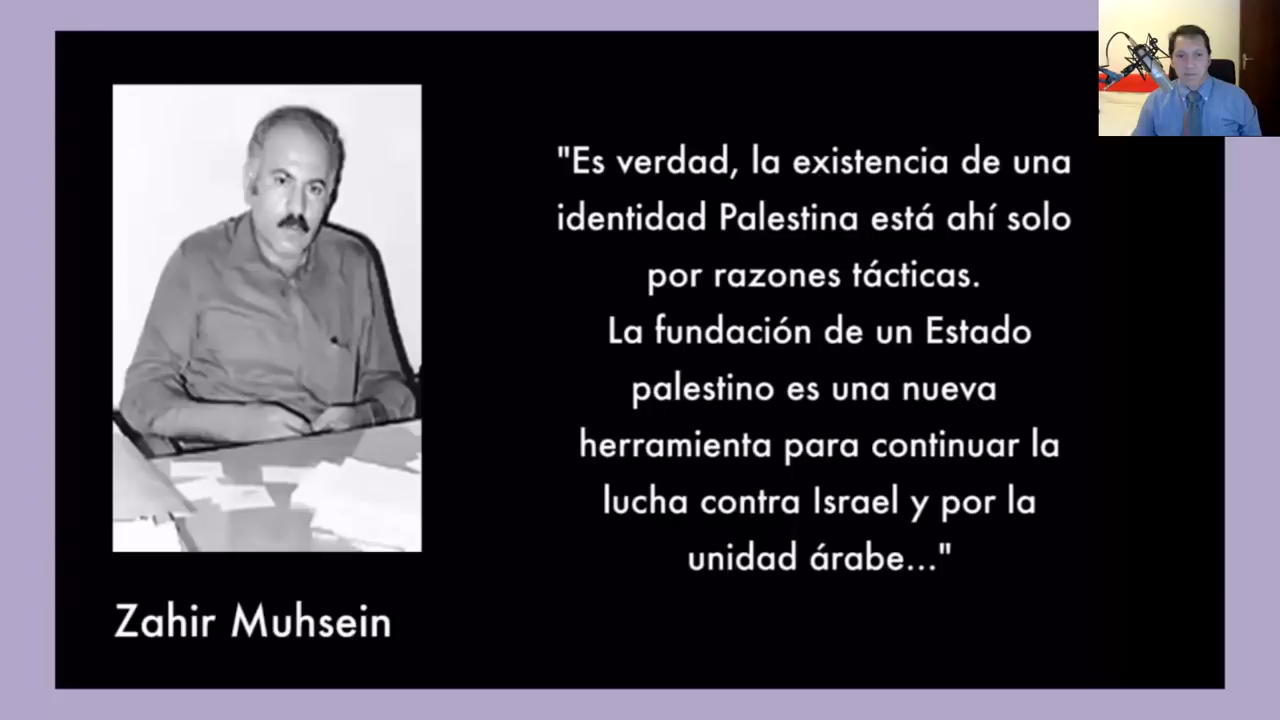 "Es verdad, la existencia de una
identidad Palestina está ahí solo
por razones tácticas.
La fundación de un Estado
palestino es una nueva
herramienta para continuar la
lucha contra Israel y por la
unidad árabe..."
Zahir Muhsein